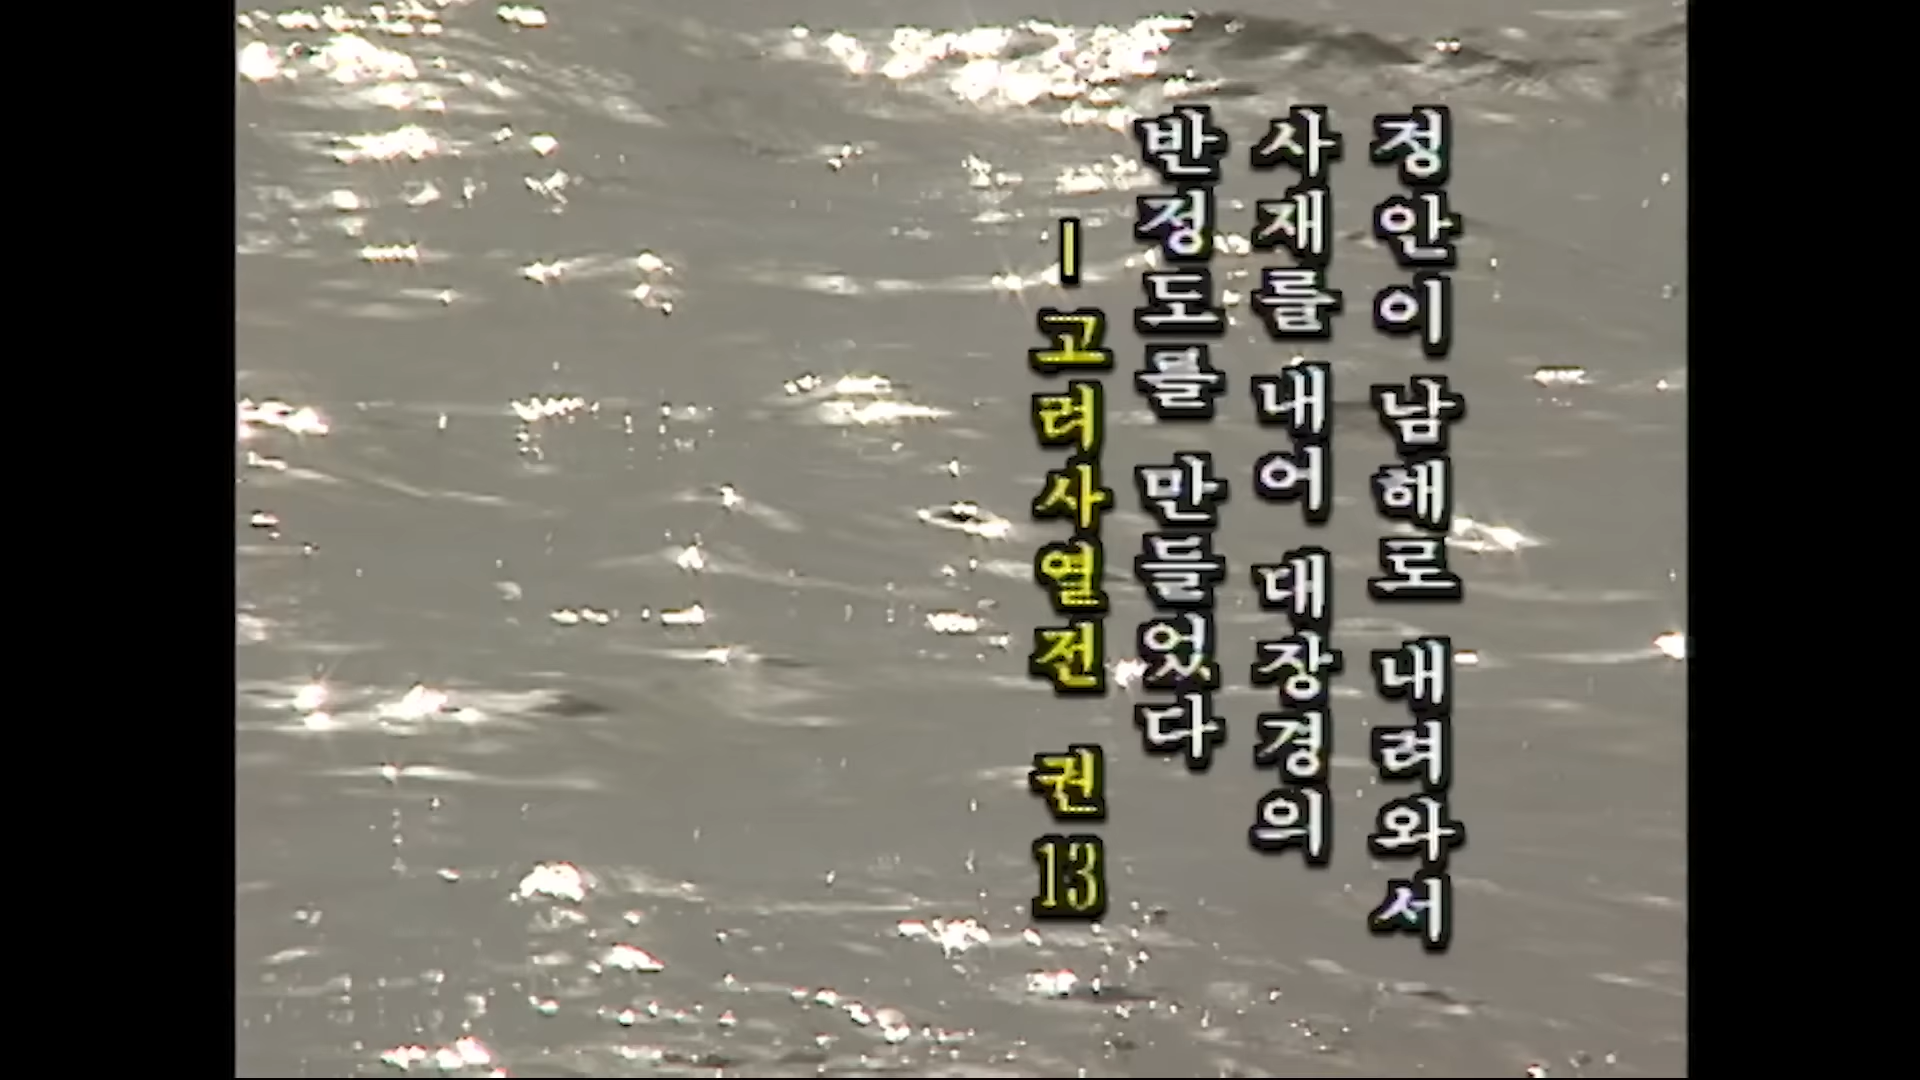 정안이 남해로 내려와서
사재를 내어 대장경의
반정도를 만들었다
- 고려사열전 권13